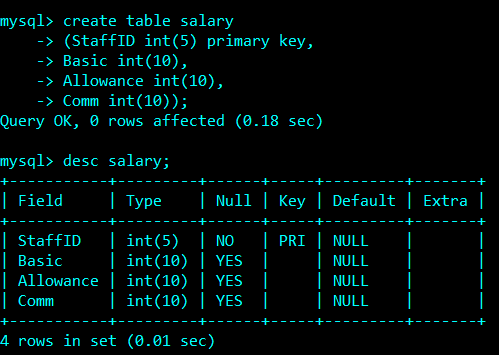 mysql> create table salary
    -> (StaffID int(5) primary key,
    -> Basic int(10),
    -> Allowance int(10),
    -> Comm int(10));
Query OK, 0 rows affected (0.18 sec)

mysql> desc salary;
+-----------+---------+------+-----+---------+-------+
| Field     | Type    | Null | Key | Default | Extra |
+-----------+---------+------+-----+---------+-------+
| StaffID   | int(5)  | NO   | PRI | NULL    |       |
| Basic     | int(10) | YES  |     | NULL    |       |
| Allowance | int(10) | YES  |     | NULL    |       |
| Comm      | int(10) | YES  |     | NULL    |       |
+-----------+---------+------+-----+---------+-------+
4 rows in set (0.01 sec)